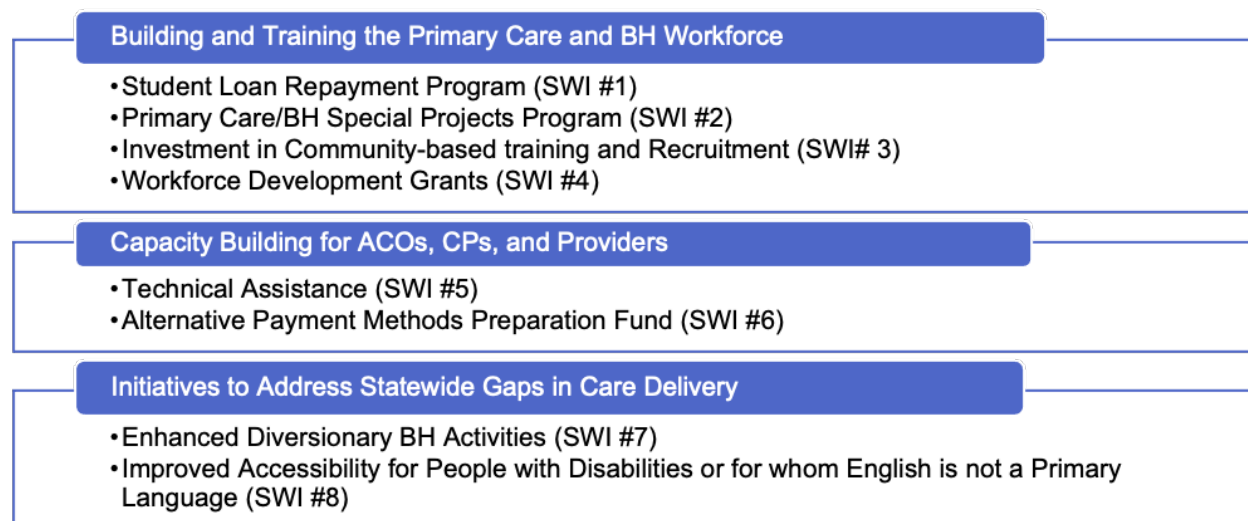 Building and Training the Primary Care and BH Workforce
•Student Loan Repayment Program (SWI #1)
•Primary Care/BH Special Projects Program (SWI #2)
•Investment in Community-based training and Recruitment (SWI# 3)
•Workforce Development Grants (SWI #4)
Capacity Building for ACOs, CPs, and Providers
•Technical Assistance (SWI #5)
•Alternative Payment Methods Preparation Fund (SWI #6)
Initiatives to Address Statewide Gaps in Care Delivery
•Enhanced Diversionary BH Activities (SWI #7)
•Improved Accessibility for People with Disabilities or for whom English is not a Primary
Language (SWI #8)